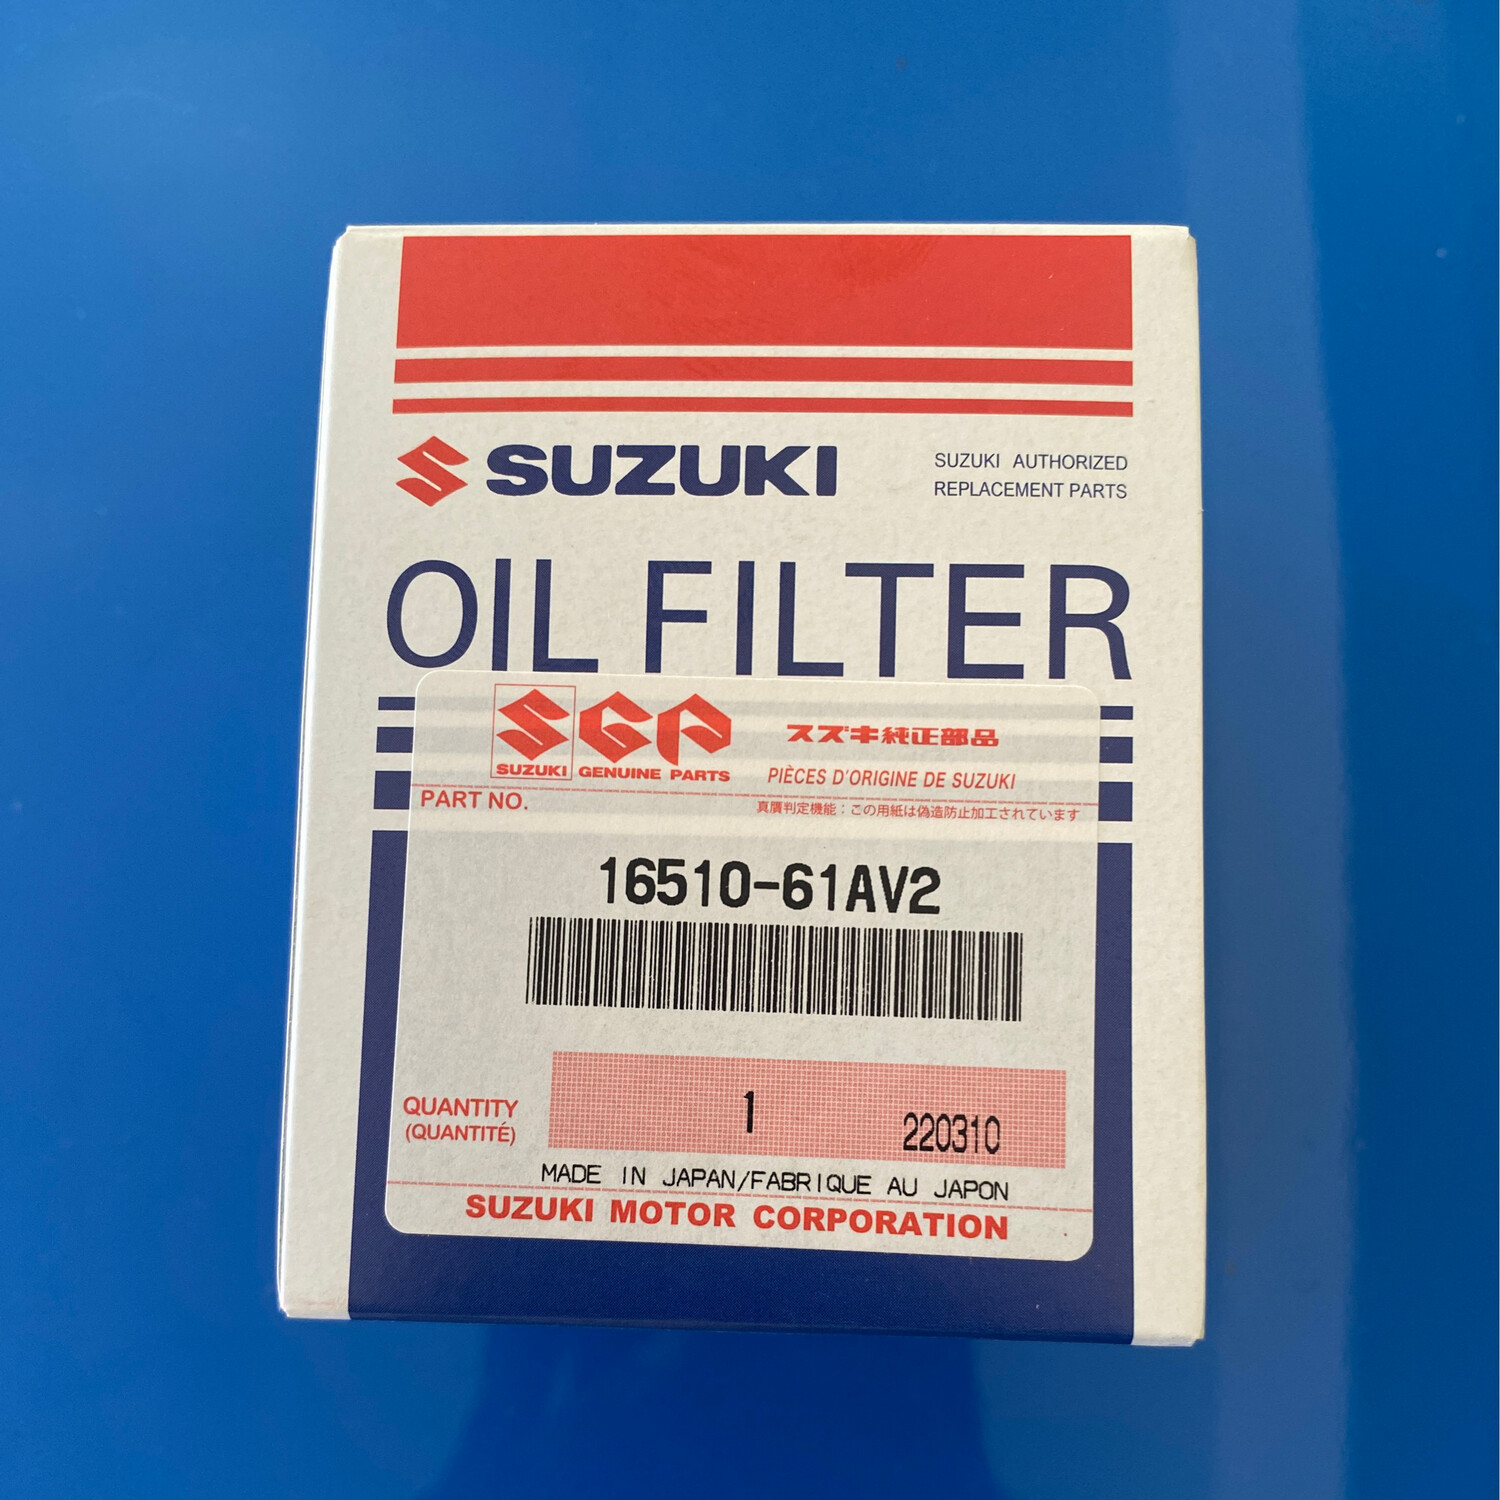 SUZUKI
SUZUKI AUTHORIZED
REPLACEMENT PARTS
OIL FILTER
SUZUKI
SGP
GENUINE PARTS
スズキ純正部品
PIÈCES D'ORIGINE DE SUZUKI
PART NO.
真贋判定機能：この用紙は偽造防止加工されています
16510-61AV2
QUANTITY
(QUANTITÉ)
1
220310
MADE IN JAPAN/FABRIQUE AU JAPON
SUZUKI MOTOR CORPORATION